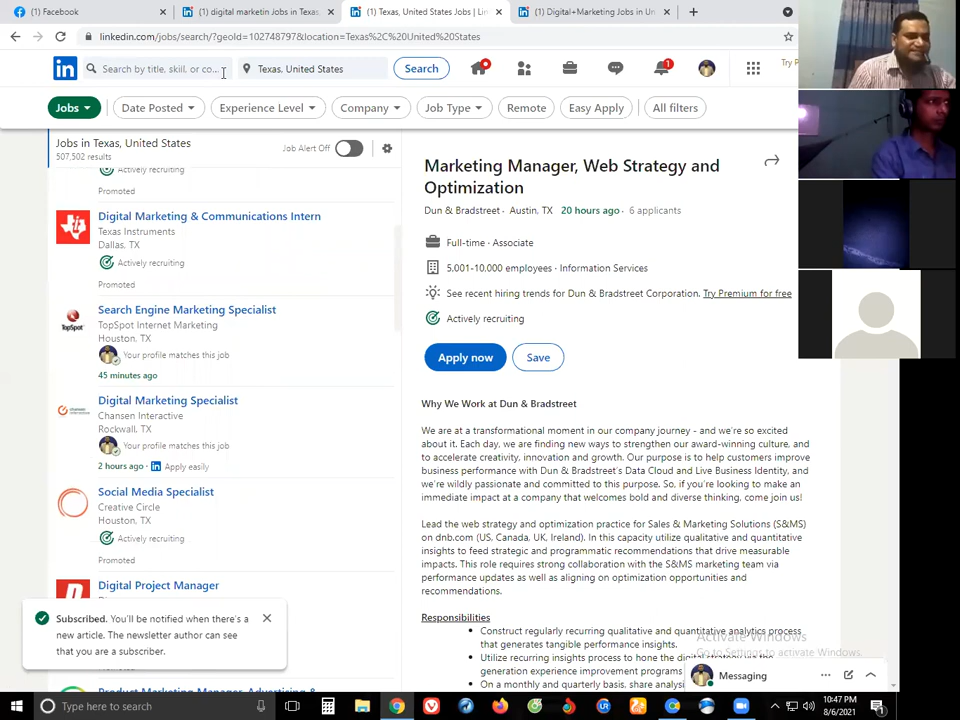 (1) Facebook
(1) digital marketin Jobs in Texas,
(1) Texas, United States Jobs | Lin
(1) Digital+Marketing Jobs in Un
linkedin.com/jobs/search/?geoId=102748797&location=Texas%2C%20United%20States
Search by title, skill, or co...
Texas, United States
Search
1
Try P
Jobs
Date Posted
Experience Level
Company
Job Type
Remote
Easy Apply
All filters
Jobs in Texas, United States
507,502 results
Job Alert Off
Actively recruiting
Promoted
Digital Marketing & Communications Intern
Texas Instruments
Dallas, TX
Actively recruiting
Promoted
TopSpot
Search Engine Marketing Specialist
TopSpot Internet Marketing
Houston, TX
Your profile matches this job
45 minutes ago
Digital Marketing Specialist
Chansen Interactive
Rockwall, TX
Your profile matches this job
2 hours ago · Apply easily
Social Media Specialist
Creative Circle
Houston, TX
Actively recruiting
Promoted
Digital Project Manager
Subscribed. You'll be notified when there's a
new article. The newsletter author can see
that you are a subscriber.
Product Marketing Manager, Advertising &
Marketing Manager, Web Strategy and
Optimization
Dun & Bradstreet · Austin, TX 20 hours ago · 6 applicants
Full-time · Associate
5,001-10,000 employees · Information Services
See recent hiring trends for Dun & Bradstreet Corporation. Try Premium for free
Actively recruiting
Apply now
Save
Why We Work at Dun & Bradstreet
We are at a transformational moment in our company journey - and we're so excited
about it. Each day, we are finding new ways to strengthen our award-winning culture, and
to accelerate creativity, innovation and growth. Our purpose is to help customers improve
business performance with Dun & Bradstreet's Data Cloud and Live Business Identity, and
we're wildly passionate and committed to this purpose. So, if you're looking to make an
immediate impact at a company that welcomes bold and diverse thinking, come join us!
Lead the web strategy and optimization practice for Sales & Marketing Solutions (S&MS)
on dnb.com (US, Canada, UK, Ireland). In this capacity utilize qualitative and quantitative
insights to feed strategic and programmatic recommendations that drive measurable
impacts. This role requires strong collaboration with the S&MS marketing team via
performance updates as well as aligning on optimization opportunities and
recommendations.
Responsibilities
• Construct regularly recurring qualitative and quantitative analytics process
that generates tangible performance insights.
• Utilize recurring insights process to hone the digital strategy via the
generation experience improvement programs
• On a monthly and quarterly basis, share analysi
Activate Windows
Go to Settings to activate Windows.
Messaging
Type here to search
10:47 PM
8/6/2021
1